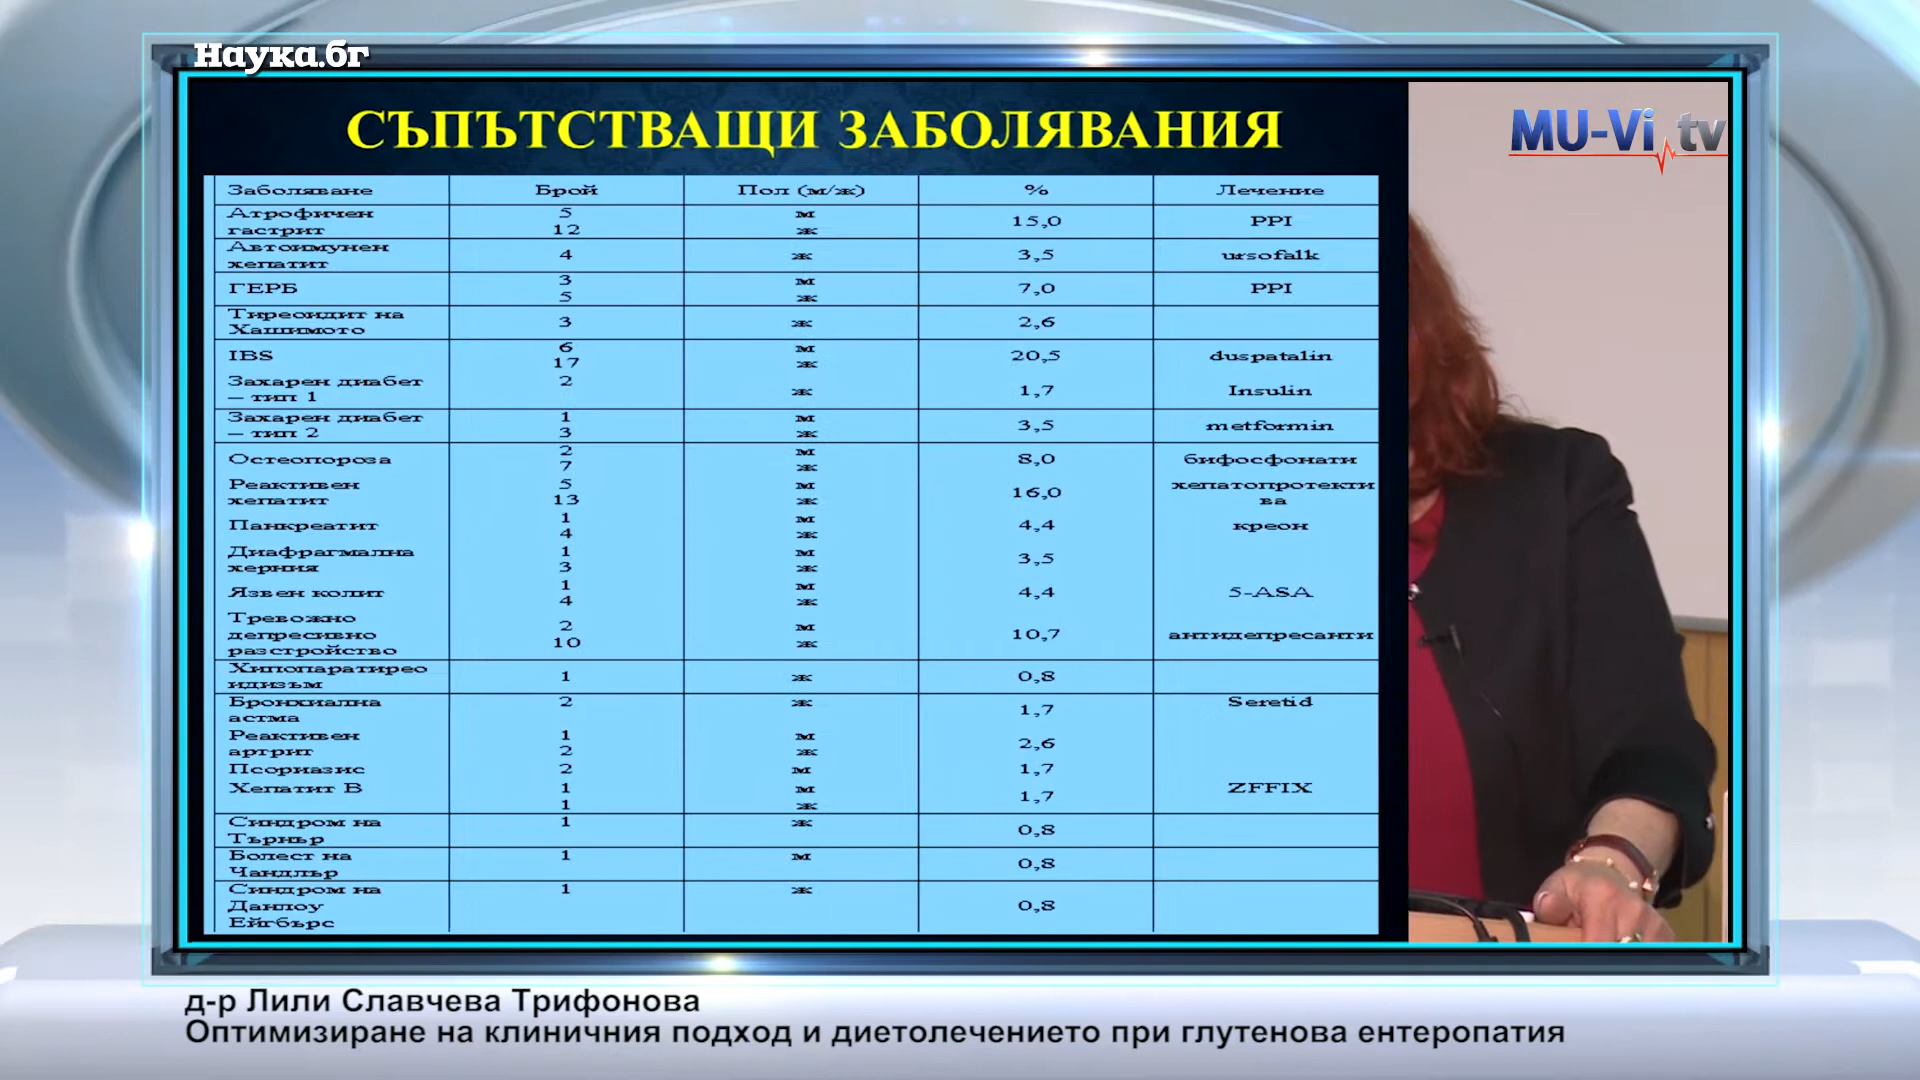 Наука.бг
MU-Vi tv
СЪПЪТСТВАЩИ ЗАБОЛЯВАНИЯ
Заболяване Брой Пол (м/ж) % Лечение
Атрофичен гастрит 5 12 м ж 15,0 PPI
Автоимунен хепатит 4 ж 3,5 ursofalk
ГЕРБ 3 5 м ж 7,0 PPI
Тиреоидит на Хашимото 3 ж 2,6
IBS 6 17 м ж 20,5 duspatalin
Захарен диабет – тип 1 2 ж 1,7 Insulin
Захарен диабет – тип 2 1 3 м ж 3,5 metformin
Остеопороза 2 7 м ж 8,0 бифосфонати
Реактивен хепатит 5 13 м ж 16,0 хепатопротектива
Панкреатит 1 4 м ж 4,4 креон
Диафрагмална херния 1 3 м ж 3,5
Язвен колит 1 4 м ж 4,4 5-ASA
Тревожно депресивно разстройство 2 10 м ж 10,7 антидепресанти
Хипопаратиреоидизъм 1 ж 0,8
Бронхиална астма 2 ж 1,7 Seretid
Реактивен артрит 1 2 м ж 2,6
Псориазис 2 м 1,7
Хепатит В 1 1 м ж 1,7 ZFFIX
Синдром на Търнър 1 ж 0,8
Болест на Чандлър 1 м 0,8
Синдром на Данлоу Ейгбърс 1 ж 0,8
д-р Лили Славчева Трифонова
Оптимизиране на клиничния подход и диетолечението при глутенова ентеропатия